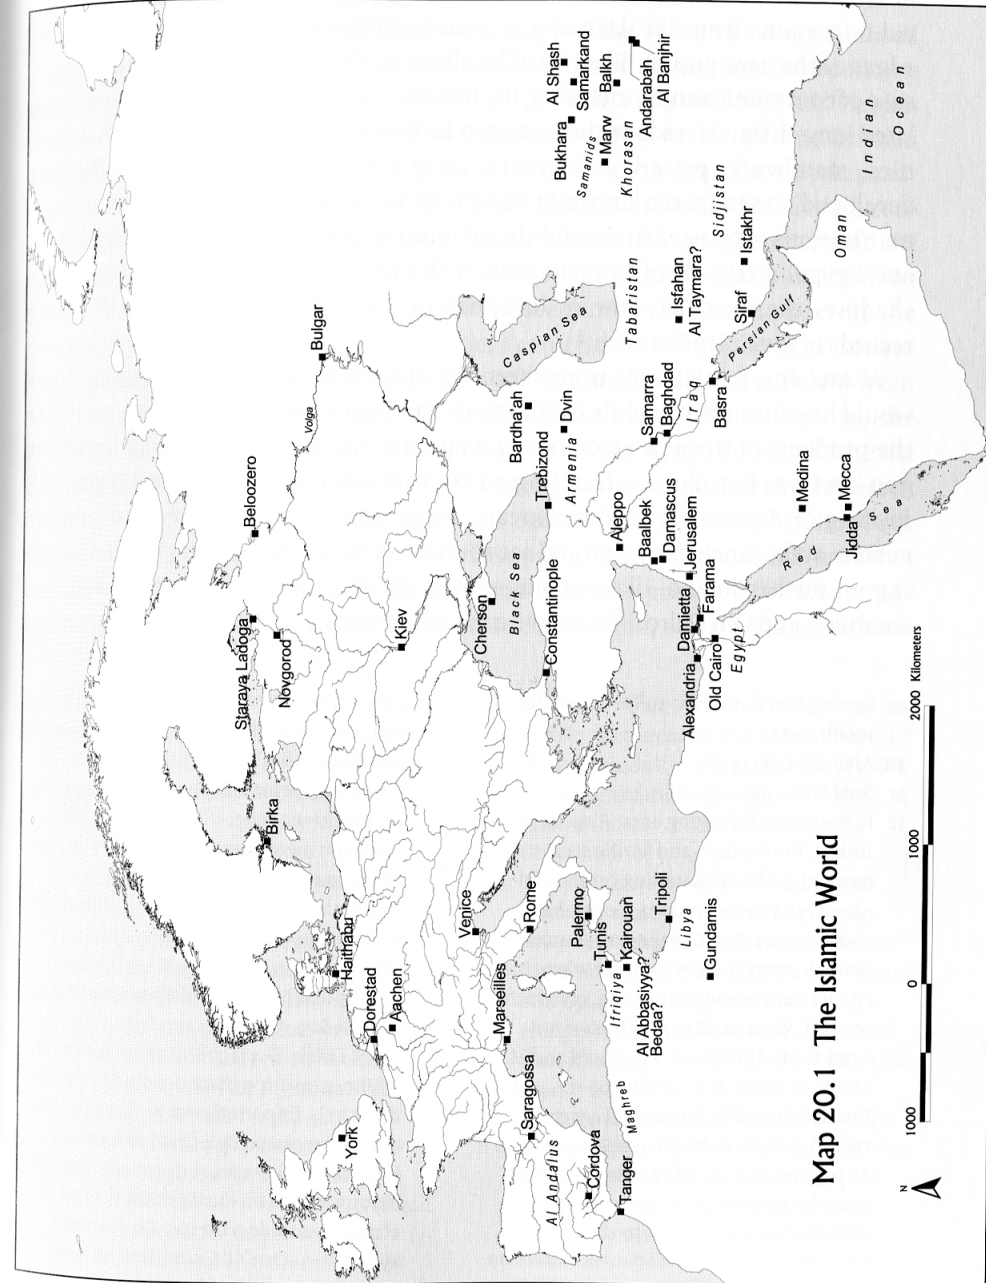 York
Haithabu
Birka
Staraya Ladoga
Novgorod
Beloozero
Volga
Bulgar
Dorestad
Aachen
Kiev
Venice
Marseilles
Rome
Cherson
Black Sea
Constantinople
Trebizond
Bardha'ah
Dvin
Armenia
Caspian Sea
Saragossa
Al Andalus
Cordova
Tanger
Maghreb
Palermo
Tunis
Kairouan
Ifriqiya
Al Abbasiyya?
Bedaa?
Tripoli
Libya
Gundamis
Aleppo
Baalbek
Damascus
Jerusalem
Damietta
Farama
Alexandria
Old Cairo
Egypt
Samarra
Baghdad
Iraq
Basra
Tabaristan
Isfahan
Al Taymara?
Siraf
Persian Gulf
Istakhr
Sidjistan
Al Shash
Samarkand
Bukhara
Samanids
Balkh
Marw
Khorasan
Andarabah
Al Banjhir
Medina
Mecca
Jidda
Red Sea
Oman
Indian
Ocean
Map 20.1 The Islamic World
N
1000 0 1000 2000 Kilometers